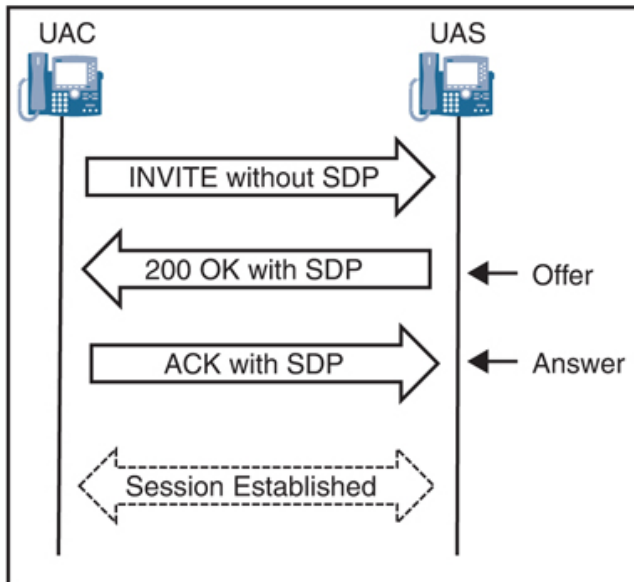 UAC
UAS
INVITE without SDP
200 OK with SDP
Offer
ACK with SDP
Answer
Session Established